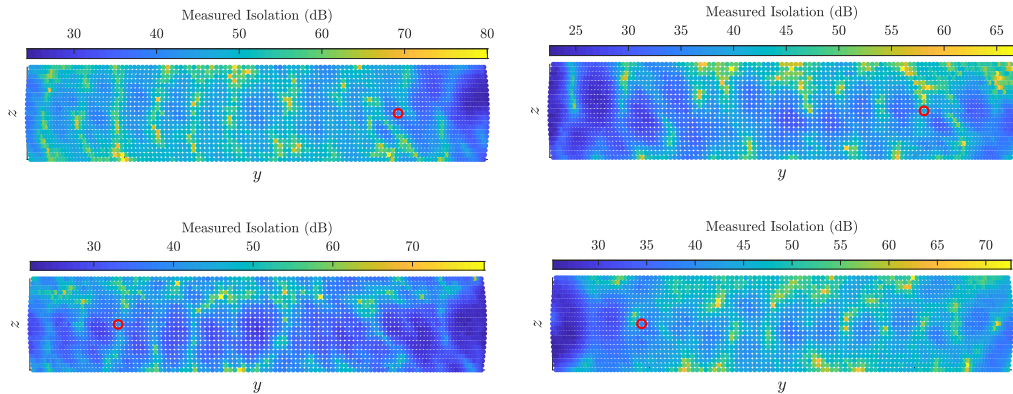 Measured Isolation (dB)
30 40 50 60 70 80
z
y
Measured Isolation (dB)
25 30 35 40 45 50 55 60 65
z
y
Measured Isolation (dB)
30 40 50 60 70
z
y
Measured Isolation (dB)
30 35 40 45 50 55 60 65 70
z
y